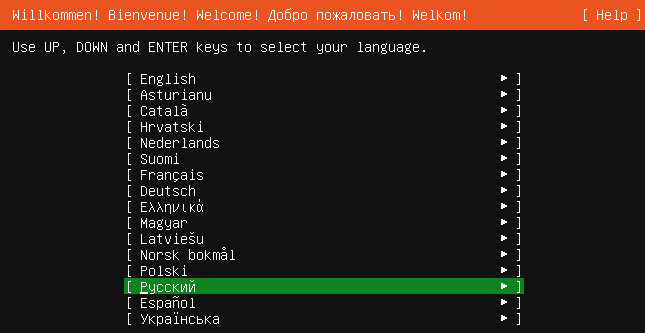 Willkommen! Bienvenue! Welcome! Добро пожаловать! Welkom! [ Help ]
Use UP, DOWN and ENTER keys to select your language.
[ English ► ]
[ Asturianu ► ]
[ Català ► ]
[ Hrvatski ► ]
[ Nederlands ► ]
[ Suomi ► ]
[ Français ► ]
[ Deutsch ► ]
[ Ελληνικά ► ]
[ Magyar ► ]
[ Latviešu ► ]
[ Norsk bokmål ► ]
[ Polski ► ]
[ Русский ► ]
[ Español ► ]
[ Українська ► ]